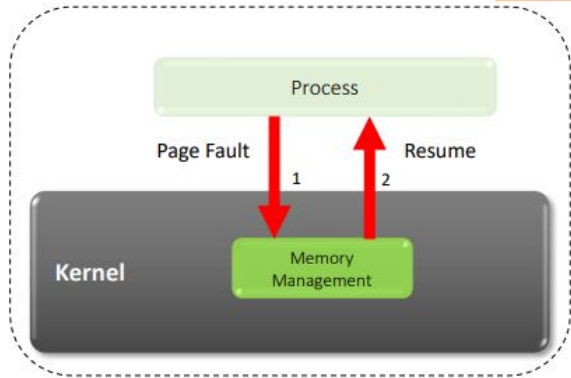 Process
Page Fault
Resume
1
2
Kernel
Memory
Management